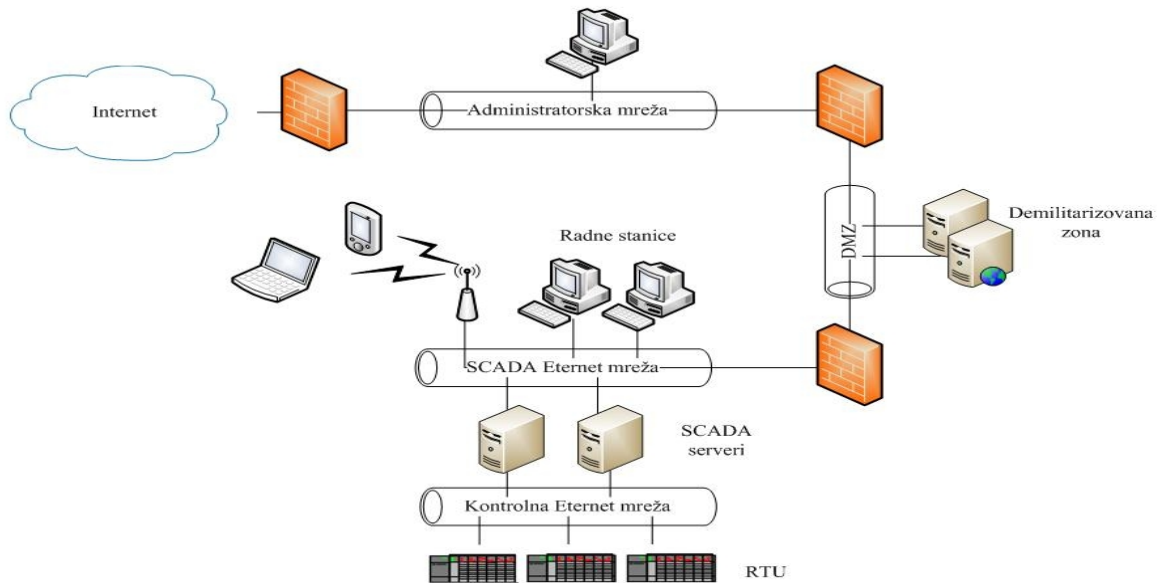 Internet
Administratorska mreža
Demilitarizovana
zona
DMZ
Radne stanice
SCADA Eternet mreža
SCADA
serveri
Kontrolna Eternet mreža
RTU